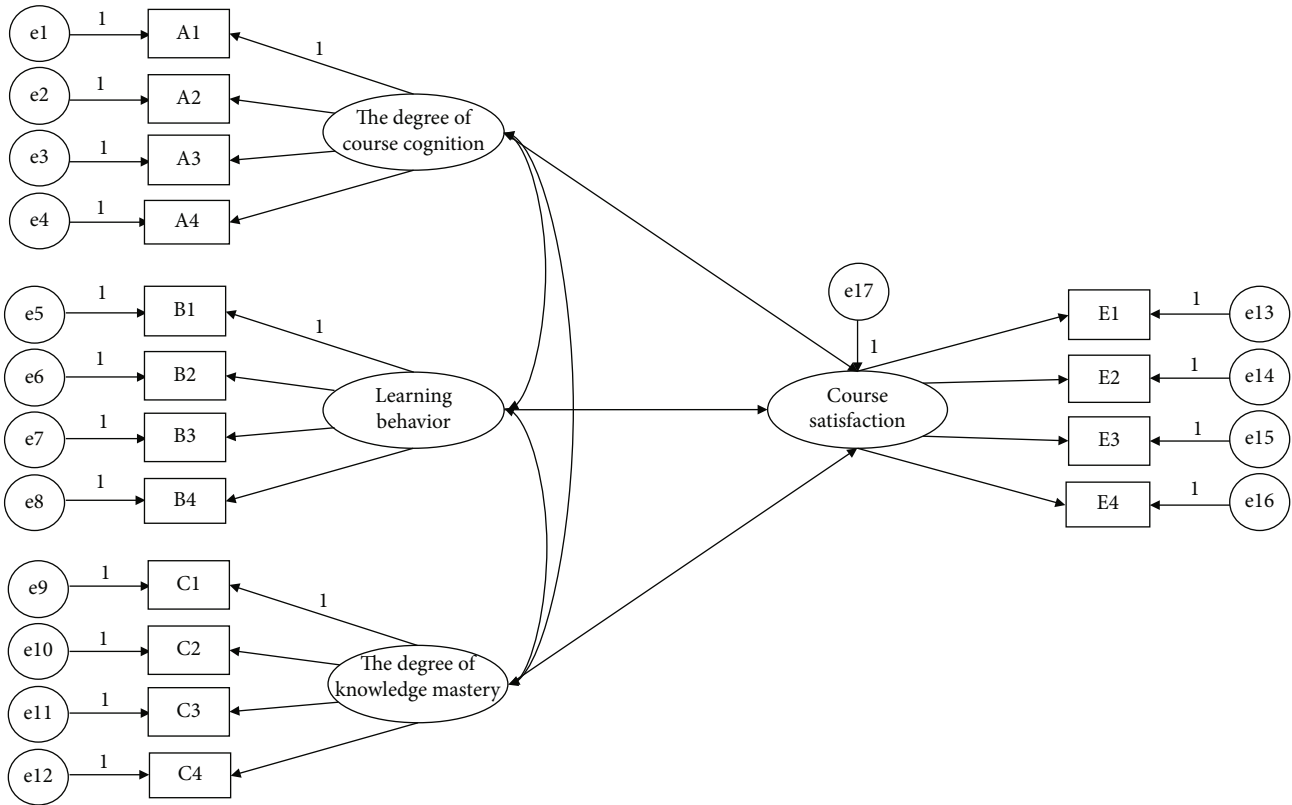 e1
1
A1
1
e2
1
A2
The degree of
course cognition
e3
1
A3
e4
1
A4
e5
1
B1
1
e6
1
B2
Learning
behavior
e7
1
B3
e8
1
B4
e9
1
C1
1
e10
1
C2
The degree of
knowledge mastery
e11
1
C3
e12
1
C4
e17
1
Course
satisfaction
E1
1
e13
E2
1
e14
E3
1
e15
E4
1
e16